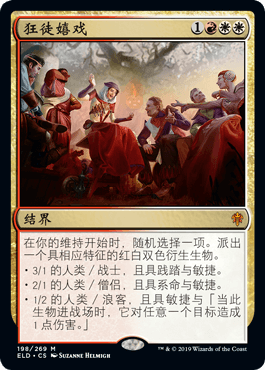 狂徒嬉戏 1
结界
在你的维持开始时，随机选择一项。派出
一个具相应特征的红白双色衍生生物。
• 3/1 的人类／战士，且具践踏与敏捷。
• 2/1 的人类／僧侣，且具系命与敏捷。
• 1/2 的人类／浪客，且具敏捷与「当此
生物进战场时，它对任意一个目标造成
1 点伤害。」
198/269 M
ELD • CS SUZANNE HELMIGH
™ & © 2019 Wizards of the Coast